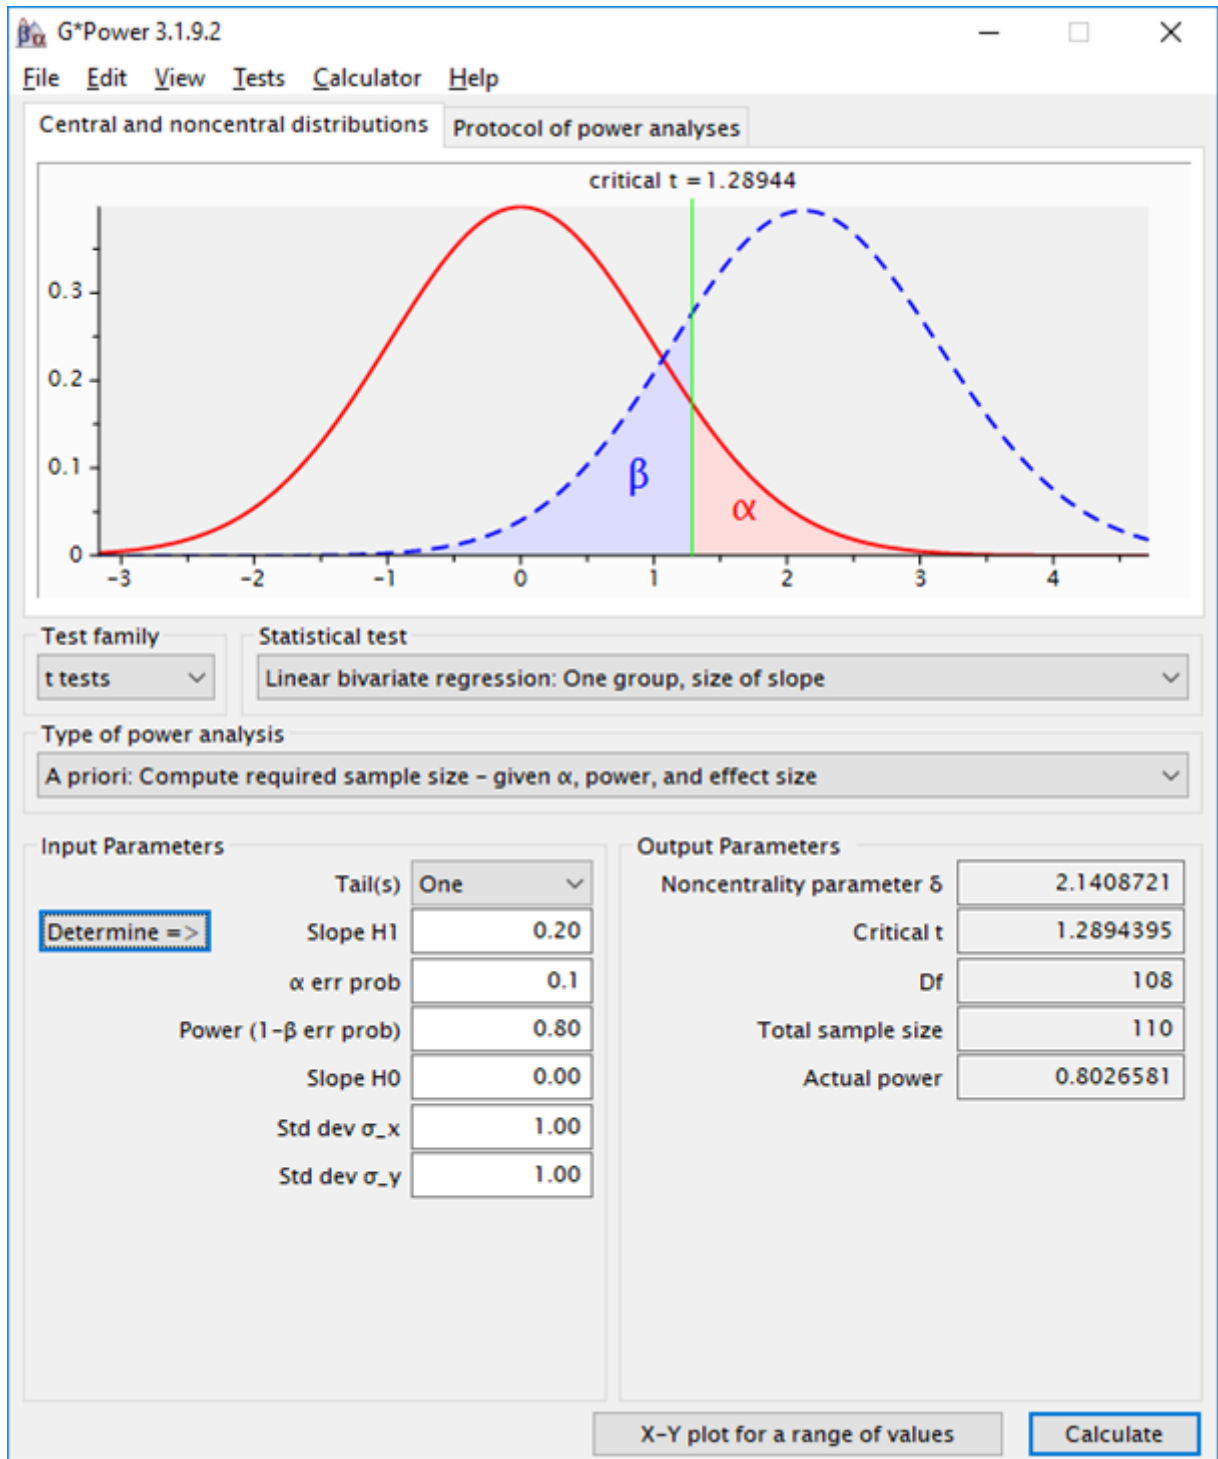 G*Power 3.1.9.2
File Edit View Tests Calculator Help
Central and noncentral distributions Protocol of power analyses
critical t = 1.28944
0.3
0.2
0.1
0
β
α
-3 -2 -1 0 1 2 3 4
Test family Statistical test
t tests Linear bivariate regression: One group, size of slope
Type of power analysis
A priori: Compute required sample size - given α, power, and effect size
Input Parameters
Tail(s) One
Determine => Slope H1 0.20
α err prob 0.1
Power (1-β err prob) 0.80
Slope H0 0.00
Std dev σ_x 1.00
Std dev σ_y 1.00
Output Parameters
Noncentrality parameter δ 2.1408721
Critical t 1.2894395
Df 108
Total sample size 110
Actual power 0.8026581
X-Y plot for a range of values Calculate